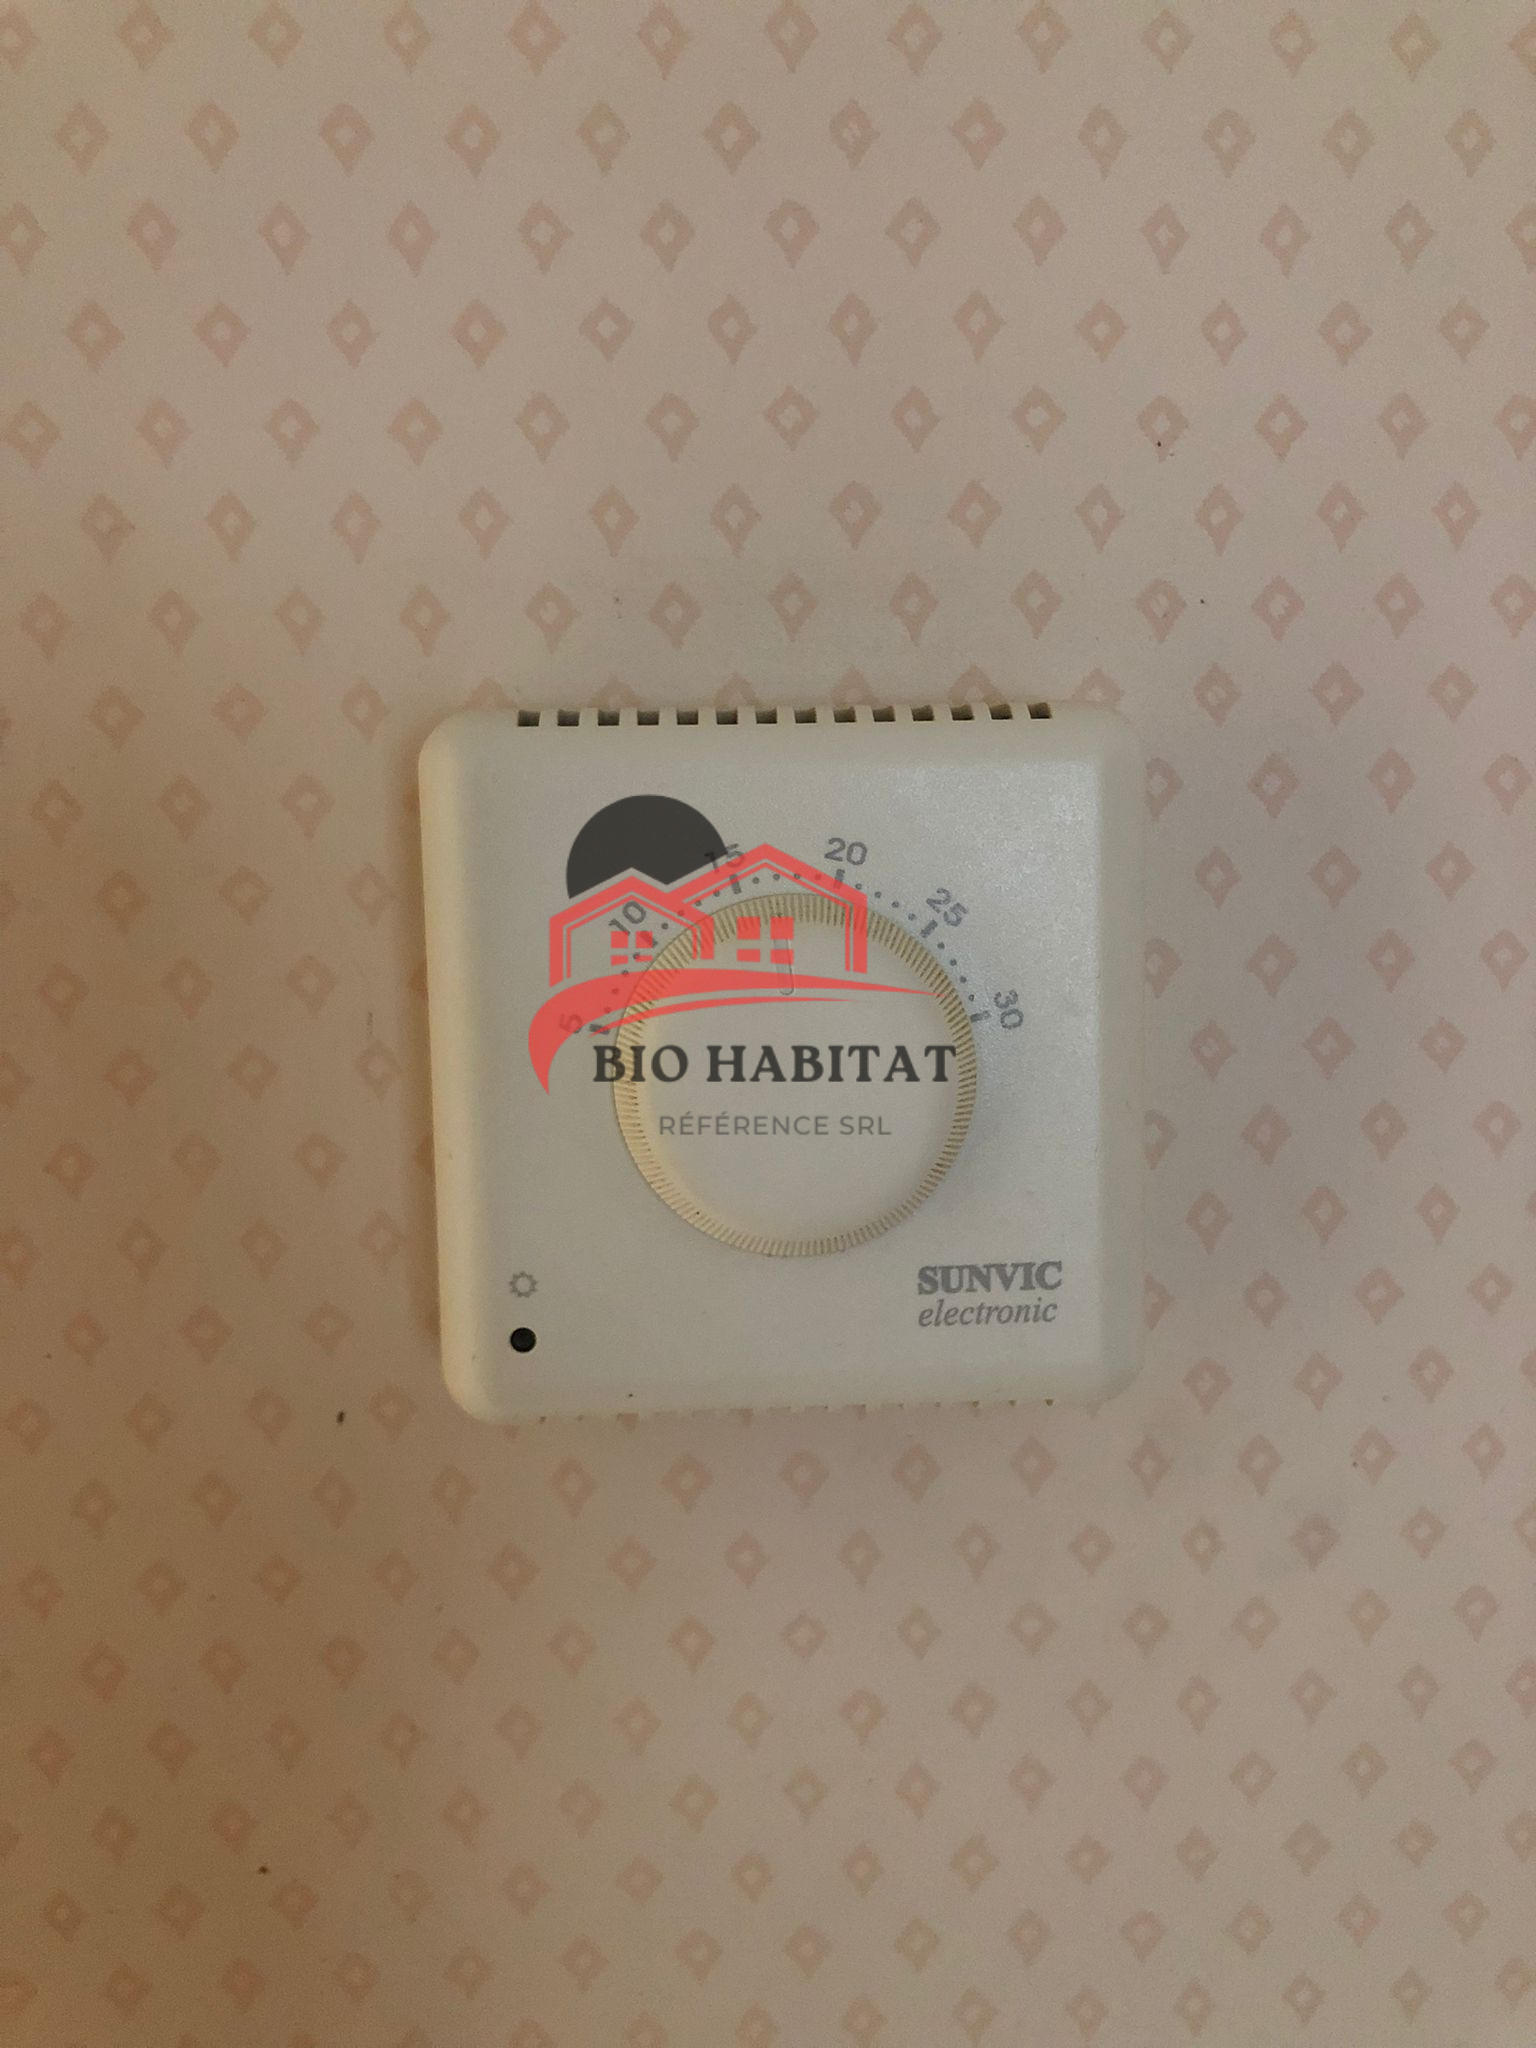 5
10
15
20
25
30
BIO HABITAT
RÉFÉRENCE SRL
SUNVIC
electronic